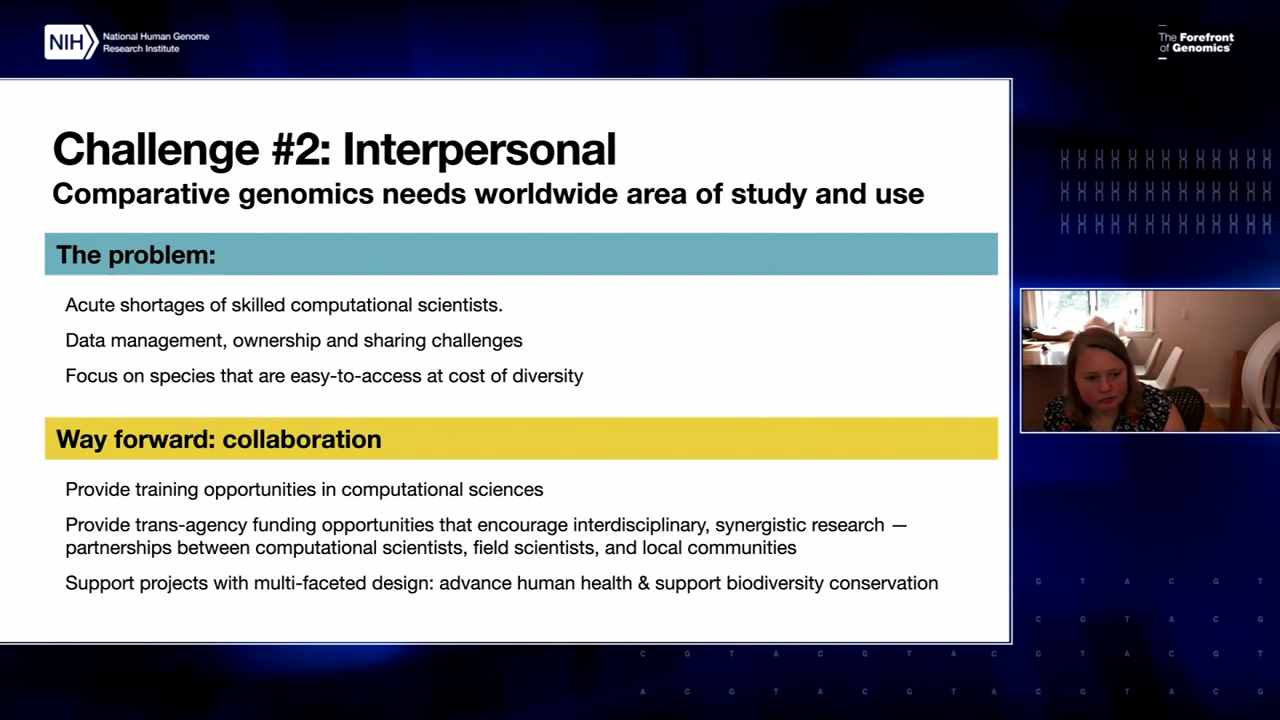 NIH
National Human Genome
Research Institute
The Forefront
of Genomics®
Challenge #2: Interpersonal
Comparative genomics needs worldwide area of study and use
The problem:
Acute shortages of skilled computational scientists.
Data management, ownership and sharing challenges
Focus on species that are easy-to-access at cost of diversity
Way forward: collaboration
Provide training opportunities in computational sciences
Provide trans-agency funding opportunities that encourage interdisciplinary, synergistic research —
partnerships between computational scientists, field scientists, and local communities
Support projects with multi-faceted design: advance human health & support biodiversity conservation
G T A C G T
C G T A C G
C G T A C G T A C G T A C G T
A C G T A C G T A C G T A C G